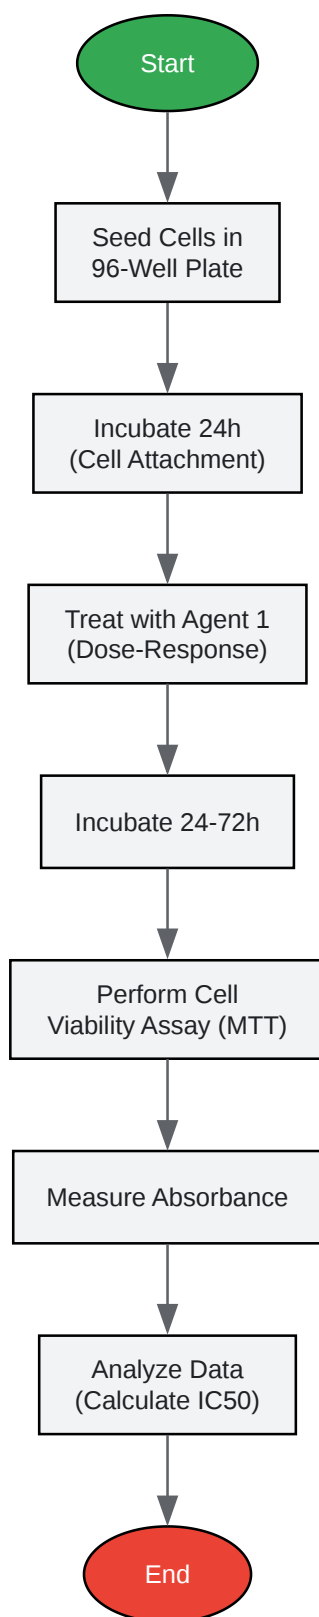 Start
Seed Cells in
96-Well Plate
Incubate 24h
(Cell Attachment)
Treat with Agent 1
(Dose-Response)
Incubate 24-72h
Perform Cell
Viability Assay (MTT)
Measure Absorbance
Analyze Data
(Calculate IC50)
End